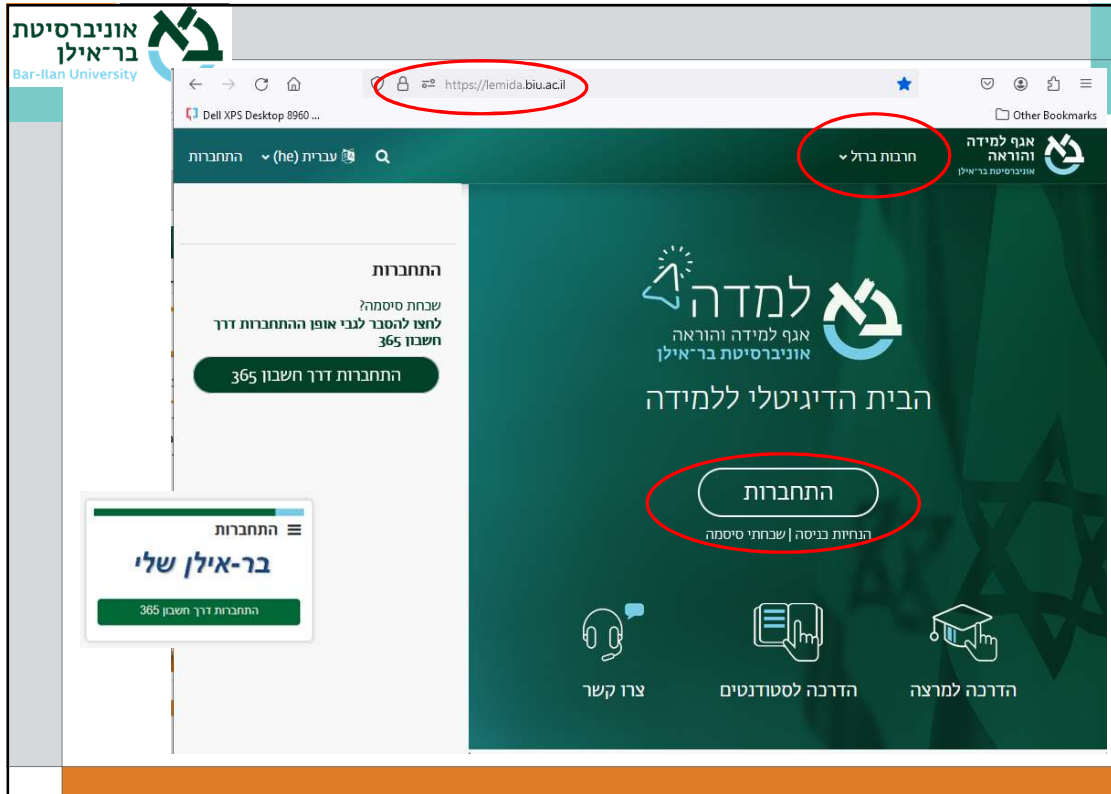 אוניברסיטת
בר־אילן
Bar-Ilan University
https://lemida.biu.ac.il
Dell XPS Desktop 8960 ...
Other Bookmarks
אגף למידה
והוראה
אוניברסיטת בר־אילן
חרבות ברזל
עברית ‎(he)‎
התחברות
התחברות
שכחת סיסמה?
לחצו להסבר לגבי אופן ההתחברות דרך
חשבון 365
התחברות דרך חשבון 365
למדה
אגף למידה והוראה
אוניברסיטת בר־אילן
הבית הדיגיטלי ללמידה
התחברות
הנחיות כניסה | שכחתי סיסמה
התחברות
בר-אילן שלי
התחברות דרך חשבון 365
הדרכה למרצה
הדרכה לסטודנטים
צרו קשר